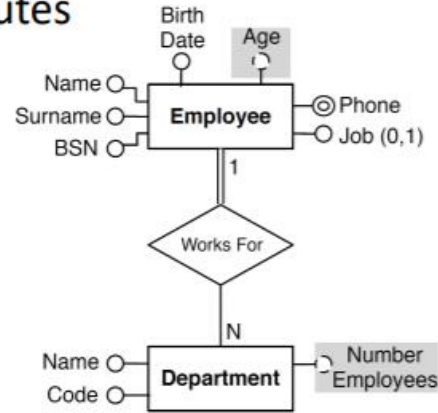 utes
Birth
Date
Age
Name
Surname
BSN
Employee
Phone
Job (0,1)
1
Works For
N
Name
Code
Department
Number
Employees